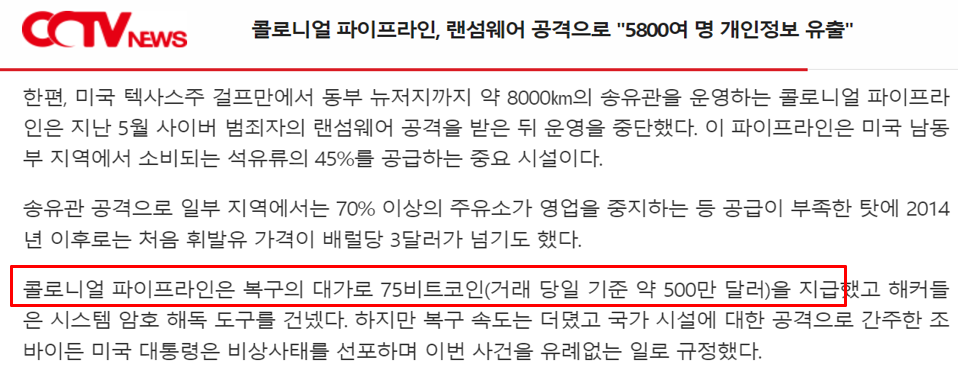 CCTV NEWS
콜로니얼 파이프라인, 랜섬웨어 공격으로 "5800여 명 개인정보 유출"
한편, 미국 텍사스주 걸프만에서 동부 뉴저지까지 약 8000㎞의 송유관을 운영하는 콜로니얼 파이프라
인은 지난 5월 사이버 범죄자의 랜섬웨어 공격을 받은 뒤 운영을 중단했다. 이 파이프라인은 미국 남동
부 지역에서 소비되는 석유류의 45%를 공급하는 중요 시설이다.
송유관 공격으로 일부 지역에서는 70% 이상의 주유소가 영업을 중지하는 등 공급이 부족한 탓에 2014
년 이후로는 처음 휘발유 가격이 배럴당 3달러가 넘기도 했다.
콜로니얼 파이프라인은 복구의 대가로 75비트코인(거래 당일 기준 약 500만 달러)을 지급했고 해커들
은 시스템 암호 해독 도구를 건넸다. 하지만 복구 속도는 더뎠고 국가 시설에 대한 공격으로 간주한 조
바이든 미국 대통령은 비상사태를 선포하며 이번 사건을 유례없는 일로 규정했다.